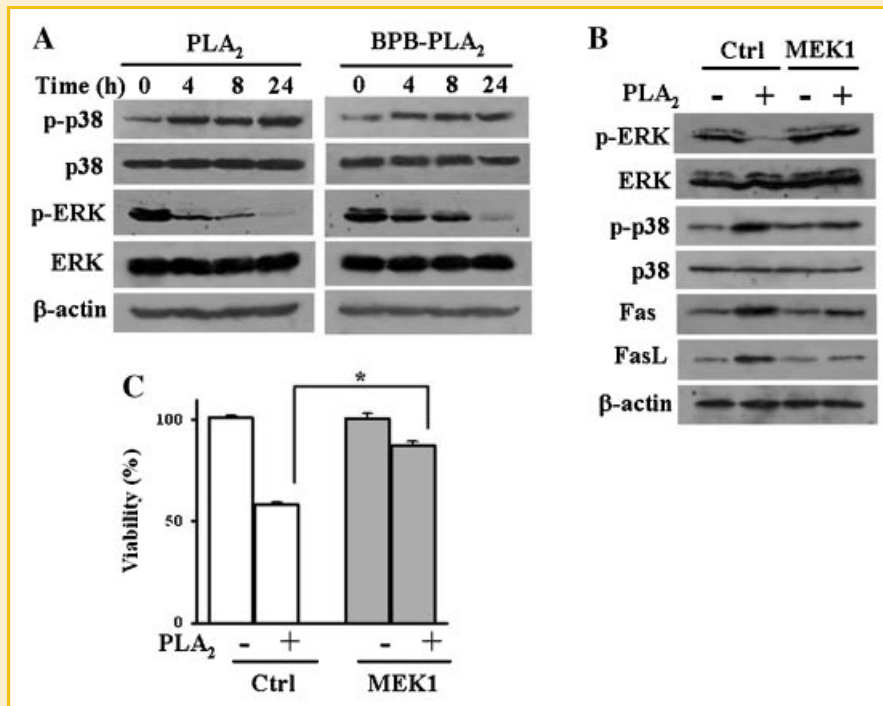 A
PLA2 BPB-PLA2
Time (h) 0 4 8 24 0 4 8 24
p-p38
p38
p-ERK
ERK
β-actin
B
Ctrl MEK1
PLA2 - + - +
p-ERK
ERK
p-p38
p38
Fas
FasL
β-actin
C
*
100
50
0
Viability (%)
PLA2 - + - +
Ctrl MEK1